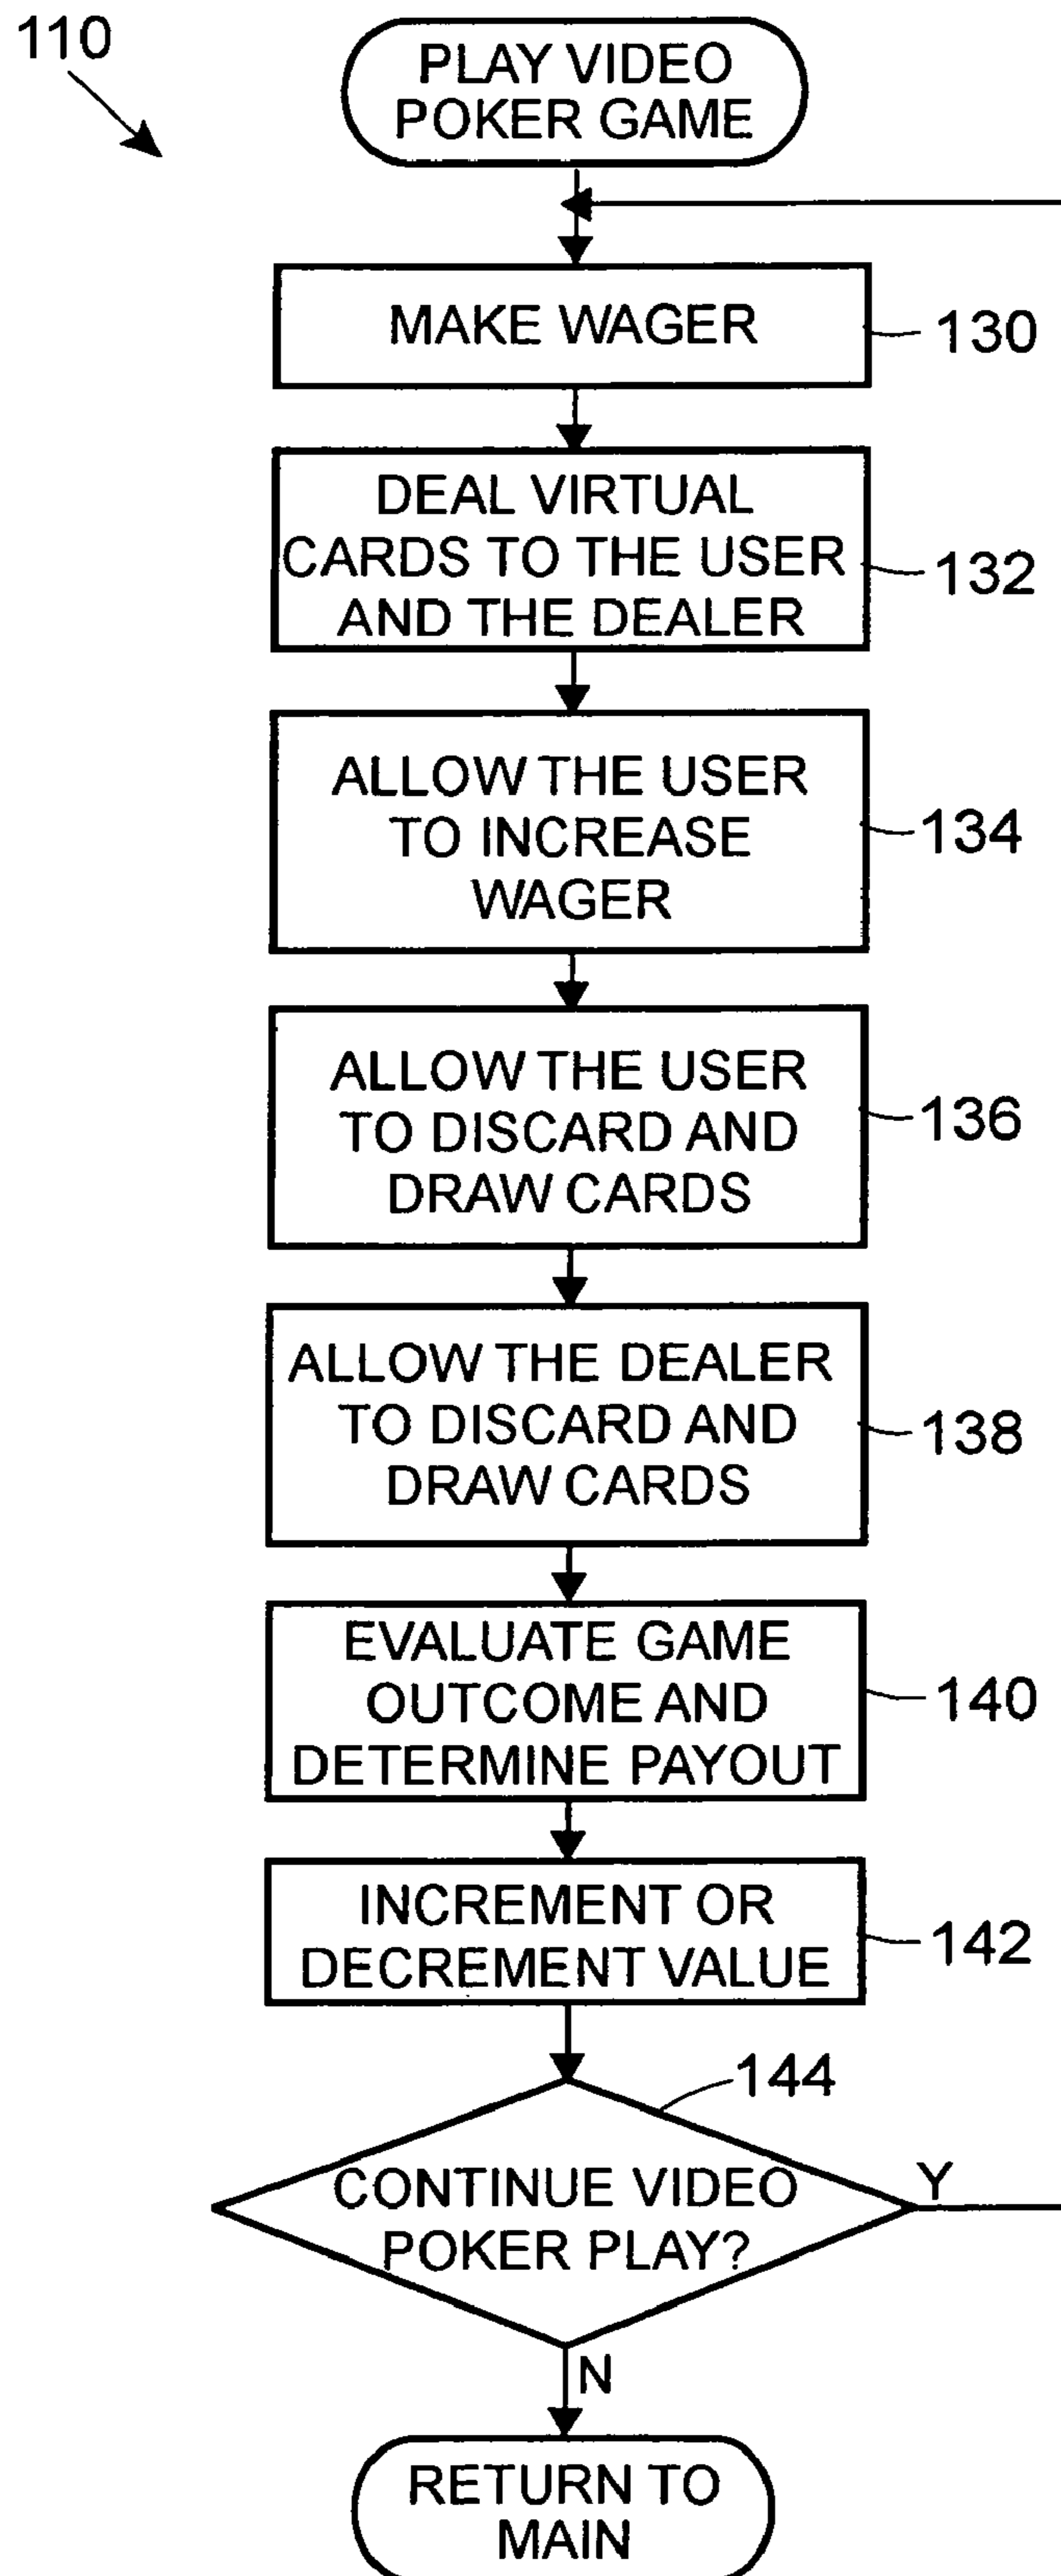 110
PLAY VIDEO
POKER GAME
MAKE WAGER
130
DEAL VIRTUAL
CARDS TO THE USER
AND THE DEALER
132
ALLOW THE USER
TO INCREASE
WAGER
134
ALLOW THE USER
TO DISCARD AND
DRAW CARDS
136
ALLOW THE DEALER
TO DISCARD AND
DRAW CARDS
138
EVALUATE GAME
OUTCOME AND
DETERMINE PAYOUT
140
INCREMENT OR
DECREMENT VALUE
142
144
CONTINUE VIDEO
POKER PLAY?
Y
N
RETURN TO
MAIN